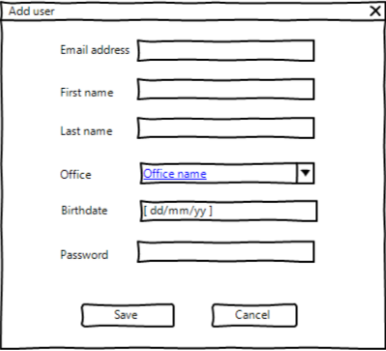 Add user
Email address
First name
Last name
Office Office name
Birthdate [ dd/mm/yy ]
Password
Save Cancel